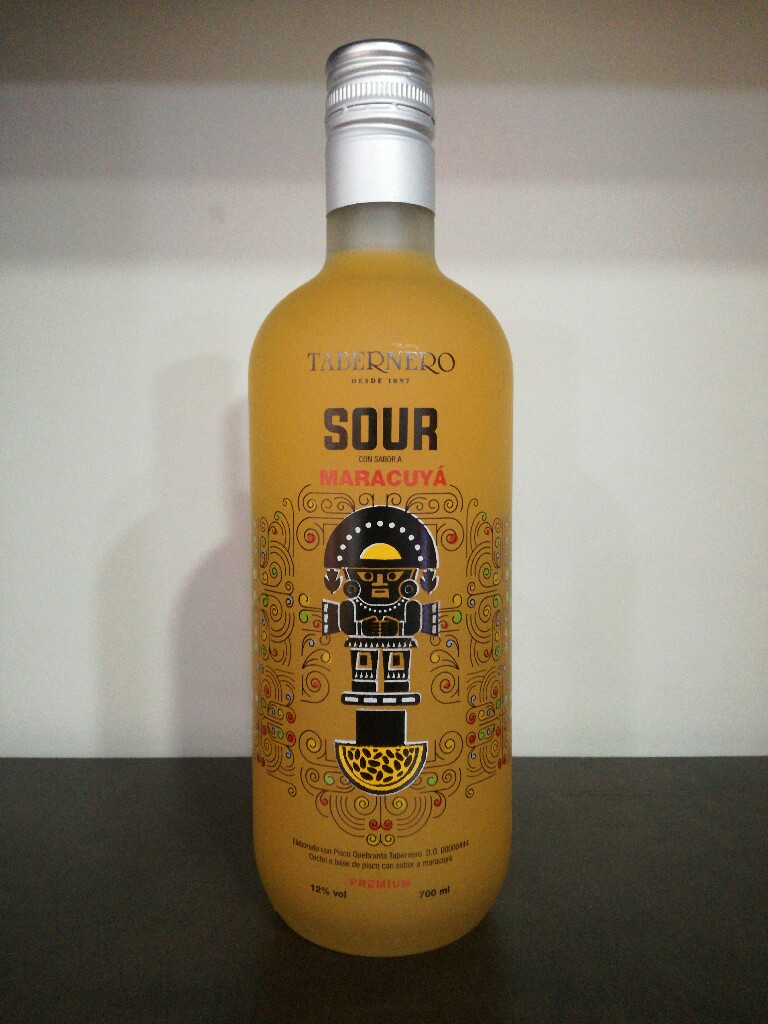 TABERNERO
DESDE 1897
SOUR
CON SABOR A
MARACUYÁ
Elaborado con Pisco Quebranta Tabernero D.O 00000444
Coctel a base de pisco con sabor a maracuyá
PREMIUM
12% vol 700 ml